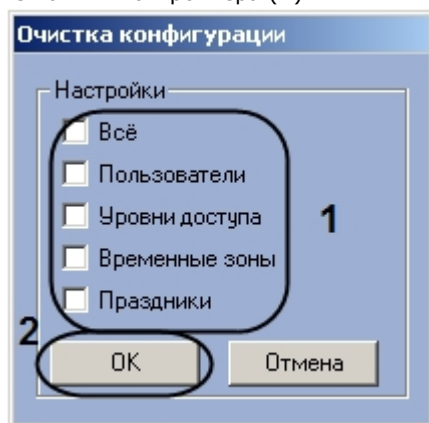 Очистка конфигурации
Настройки
Всё
Пользователи
Уровни доступа
Временные зоны
Праздники
1
2
OK
Отмена